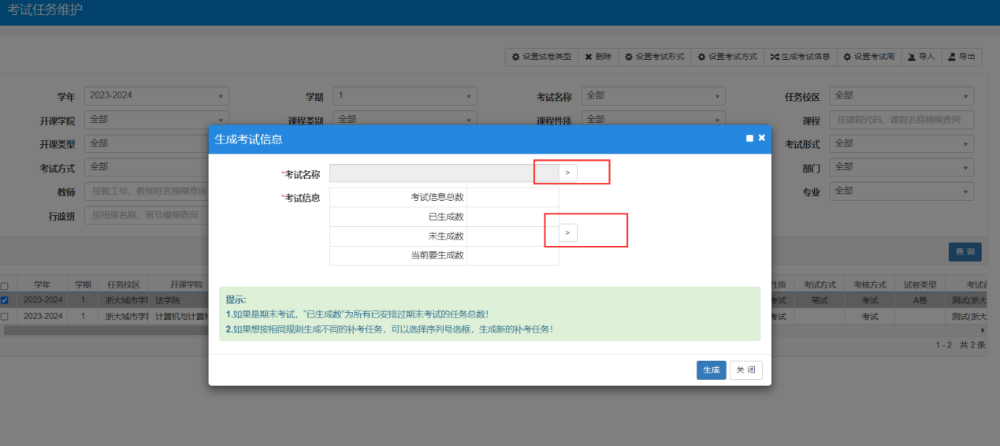 考试任务维护
设置试卷类型 删除 设置考试形式 设置考试方式 生成考试信息 设置考试周 导入 导出
学年 2023-2024 学期 1 考试名称 全部 任务校区 全部
开课学院 全部 课程类别 全部 课程性质 全部 课程 按课程代码、课程名称模糊查询
开课类型 全部 考试形式 全部
考试方式 全部 部门 全部
教师 按教工号、教师姓名模糊查询 专业 全部
行政班 按班级名称、班号模糊查询
生成考试信息
*考试名称 >
*考试信息 考试信息总数
已生成数
未生成数 >
当前要生成数
提示:
1.如果是期末考试，"已生成数"为所有已安排过期末考试的任务总数！
2.如果想按相同规则生成不同的补考任务，可以选择序列号选框，生成新的补考任务！
生成 关 闭
查 询
学年 学期 任务校区 开课学院 性质 考试方式 考核方式 试卷类型 考试名
2023-2024 1 浙大城市学 法学院 考试 笔试 考试 A卷 测试(浙大
2023-2024 1 浙大城市学 计算机与计算 考试 考试 测试(浙大
1 - 2 共 2 条